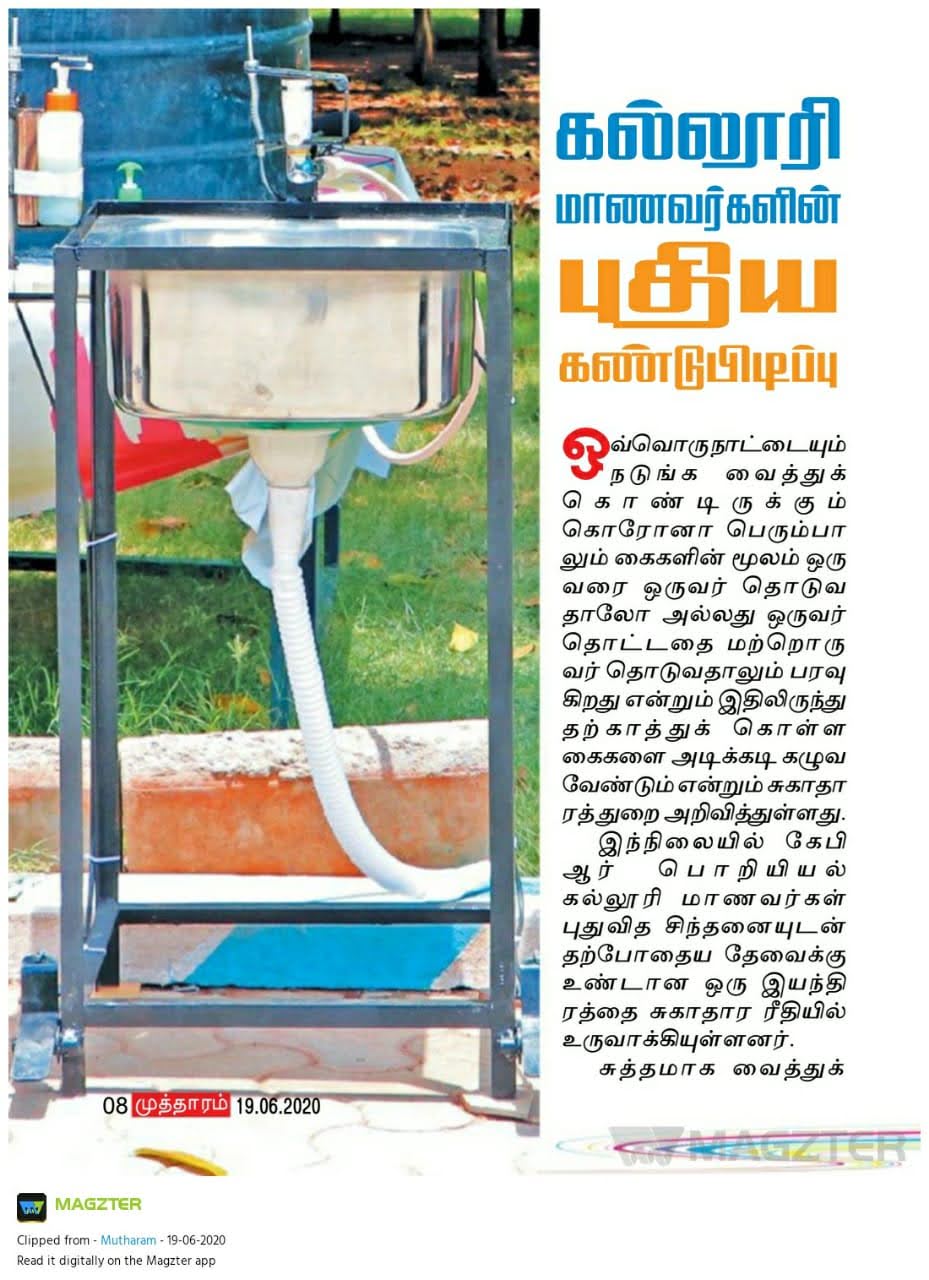 கல்லூரி
மாணவர்களின்
புதிய
கண்டுபிடிப்பு
ஒவ்வொருநாட்டையும்
நடுங்க வைத்துக்
கொண்டிருக்கும்
கொரோனா பெரும்பா
லும் கைகளின் மூலம் ஒரு
வரை ஒருவர் தொடுவ
தாலோ அல்லது ஒருவர்
தொட்டதை மற்றொரு
வர் தொடுவதாலும் பரவு
கிறது என்றும் இதிலிருந்து
தற்காத்துக் கொள்ள
கைகளை அடிக்கடி கழுவ
வேண்டும் என்றும் சுகாதா
ரத்துறை அறிவித்துள்ளது.
இந்நிலையில் கேபி
ஆர் பொறியியல்
கல்லூரி மாணவர்கள்
புதுவித சிந்தனையுடன்
தற்போதைய தேவைக்கு
உண்டான ஒரு இயந்தி
ரத்தை சுகாதார ரீதியில்
உருவாக்கியுள்ளனர்.
சுத்தமாக வைத்துக்
08 முத்தாரம் 19.06.2020
MAGZTER
MAGZTER
Clipped from - Mutharam - 19-06-2020
Read it digitally on the Magzter app